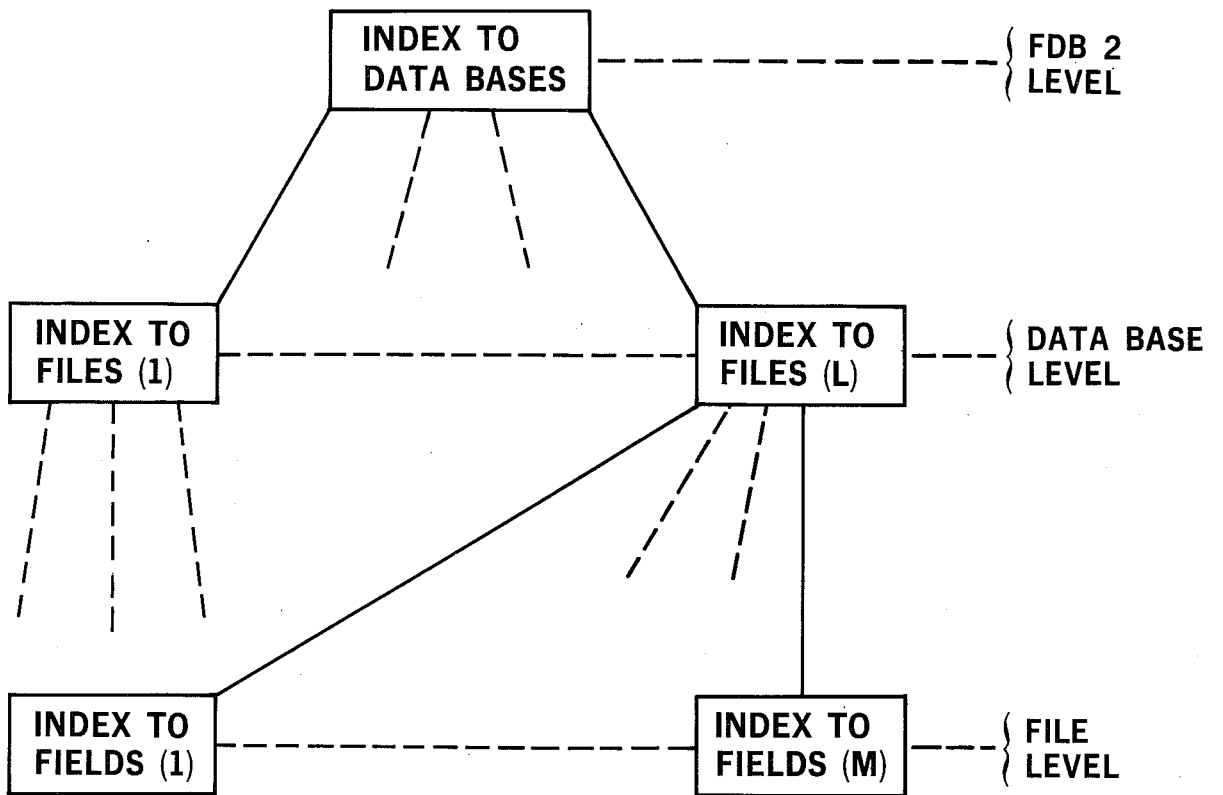 INDEX TO
DATA BASES
FDB 2
LEVEL
INDEX TO
FILES (1)
INDEX TO
FILES (L)
DATA BASE
LEVEL
INDEX TO
FIELDS (1)
INDEX TO
FIELDS (M)
FILE
LEVEL